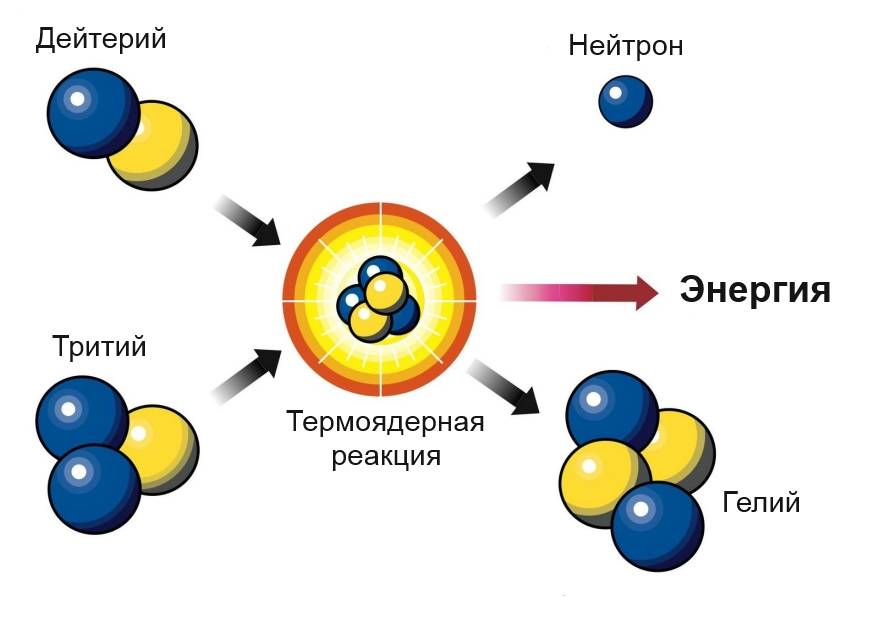 Дейтерий
Нейтрон
Энергия
Тритий
Термоядерная
реакция
Гелий